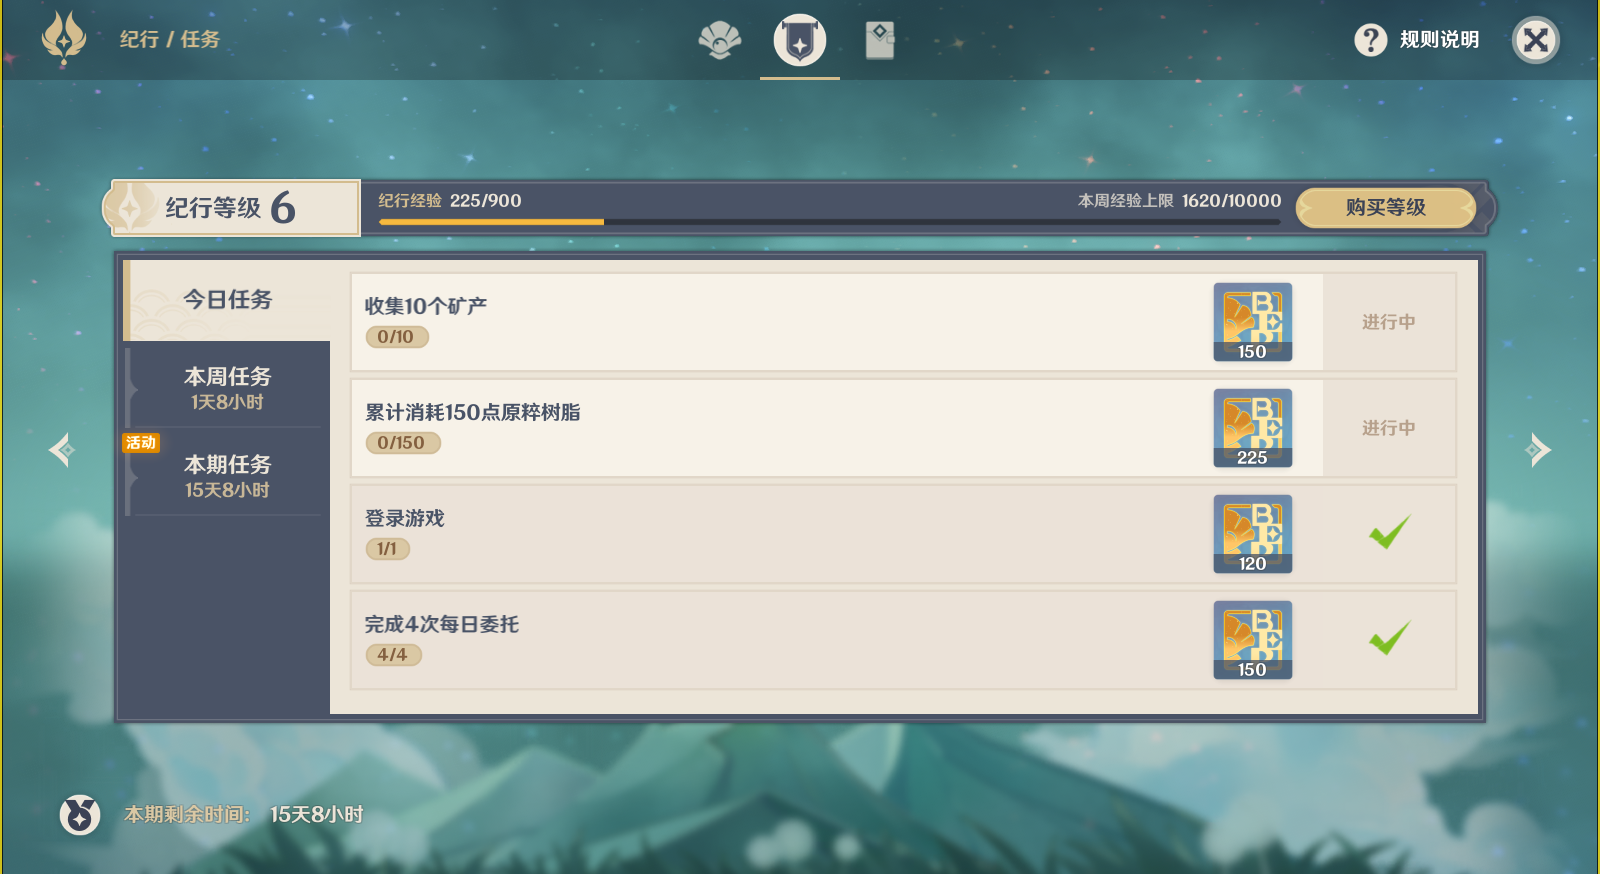 纪行 / 任务
规则说明
纪行等级 6
纪行经验 225/900
本周经验上限 1620/10000
购买等级
今日任务
本周任务
1天8小时
活动
本期任务
15天8小时
收集10个矿产
0/10
150
进行中
累计消耗150点原粹树脂
0/150
225
进行中
登录游戏
1/1
120
完成4次每日委托
4/4
150
本期剩余时间: 15天8小时